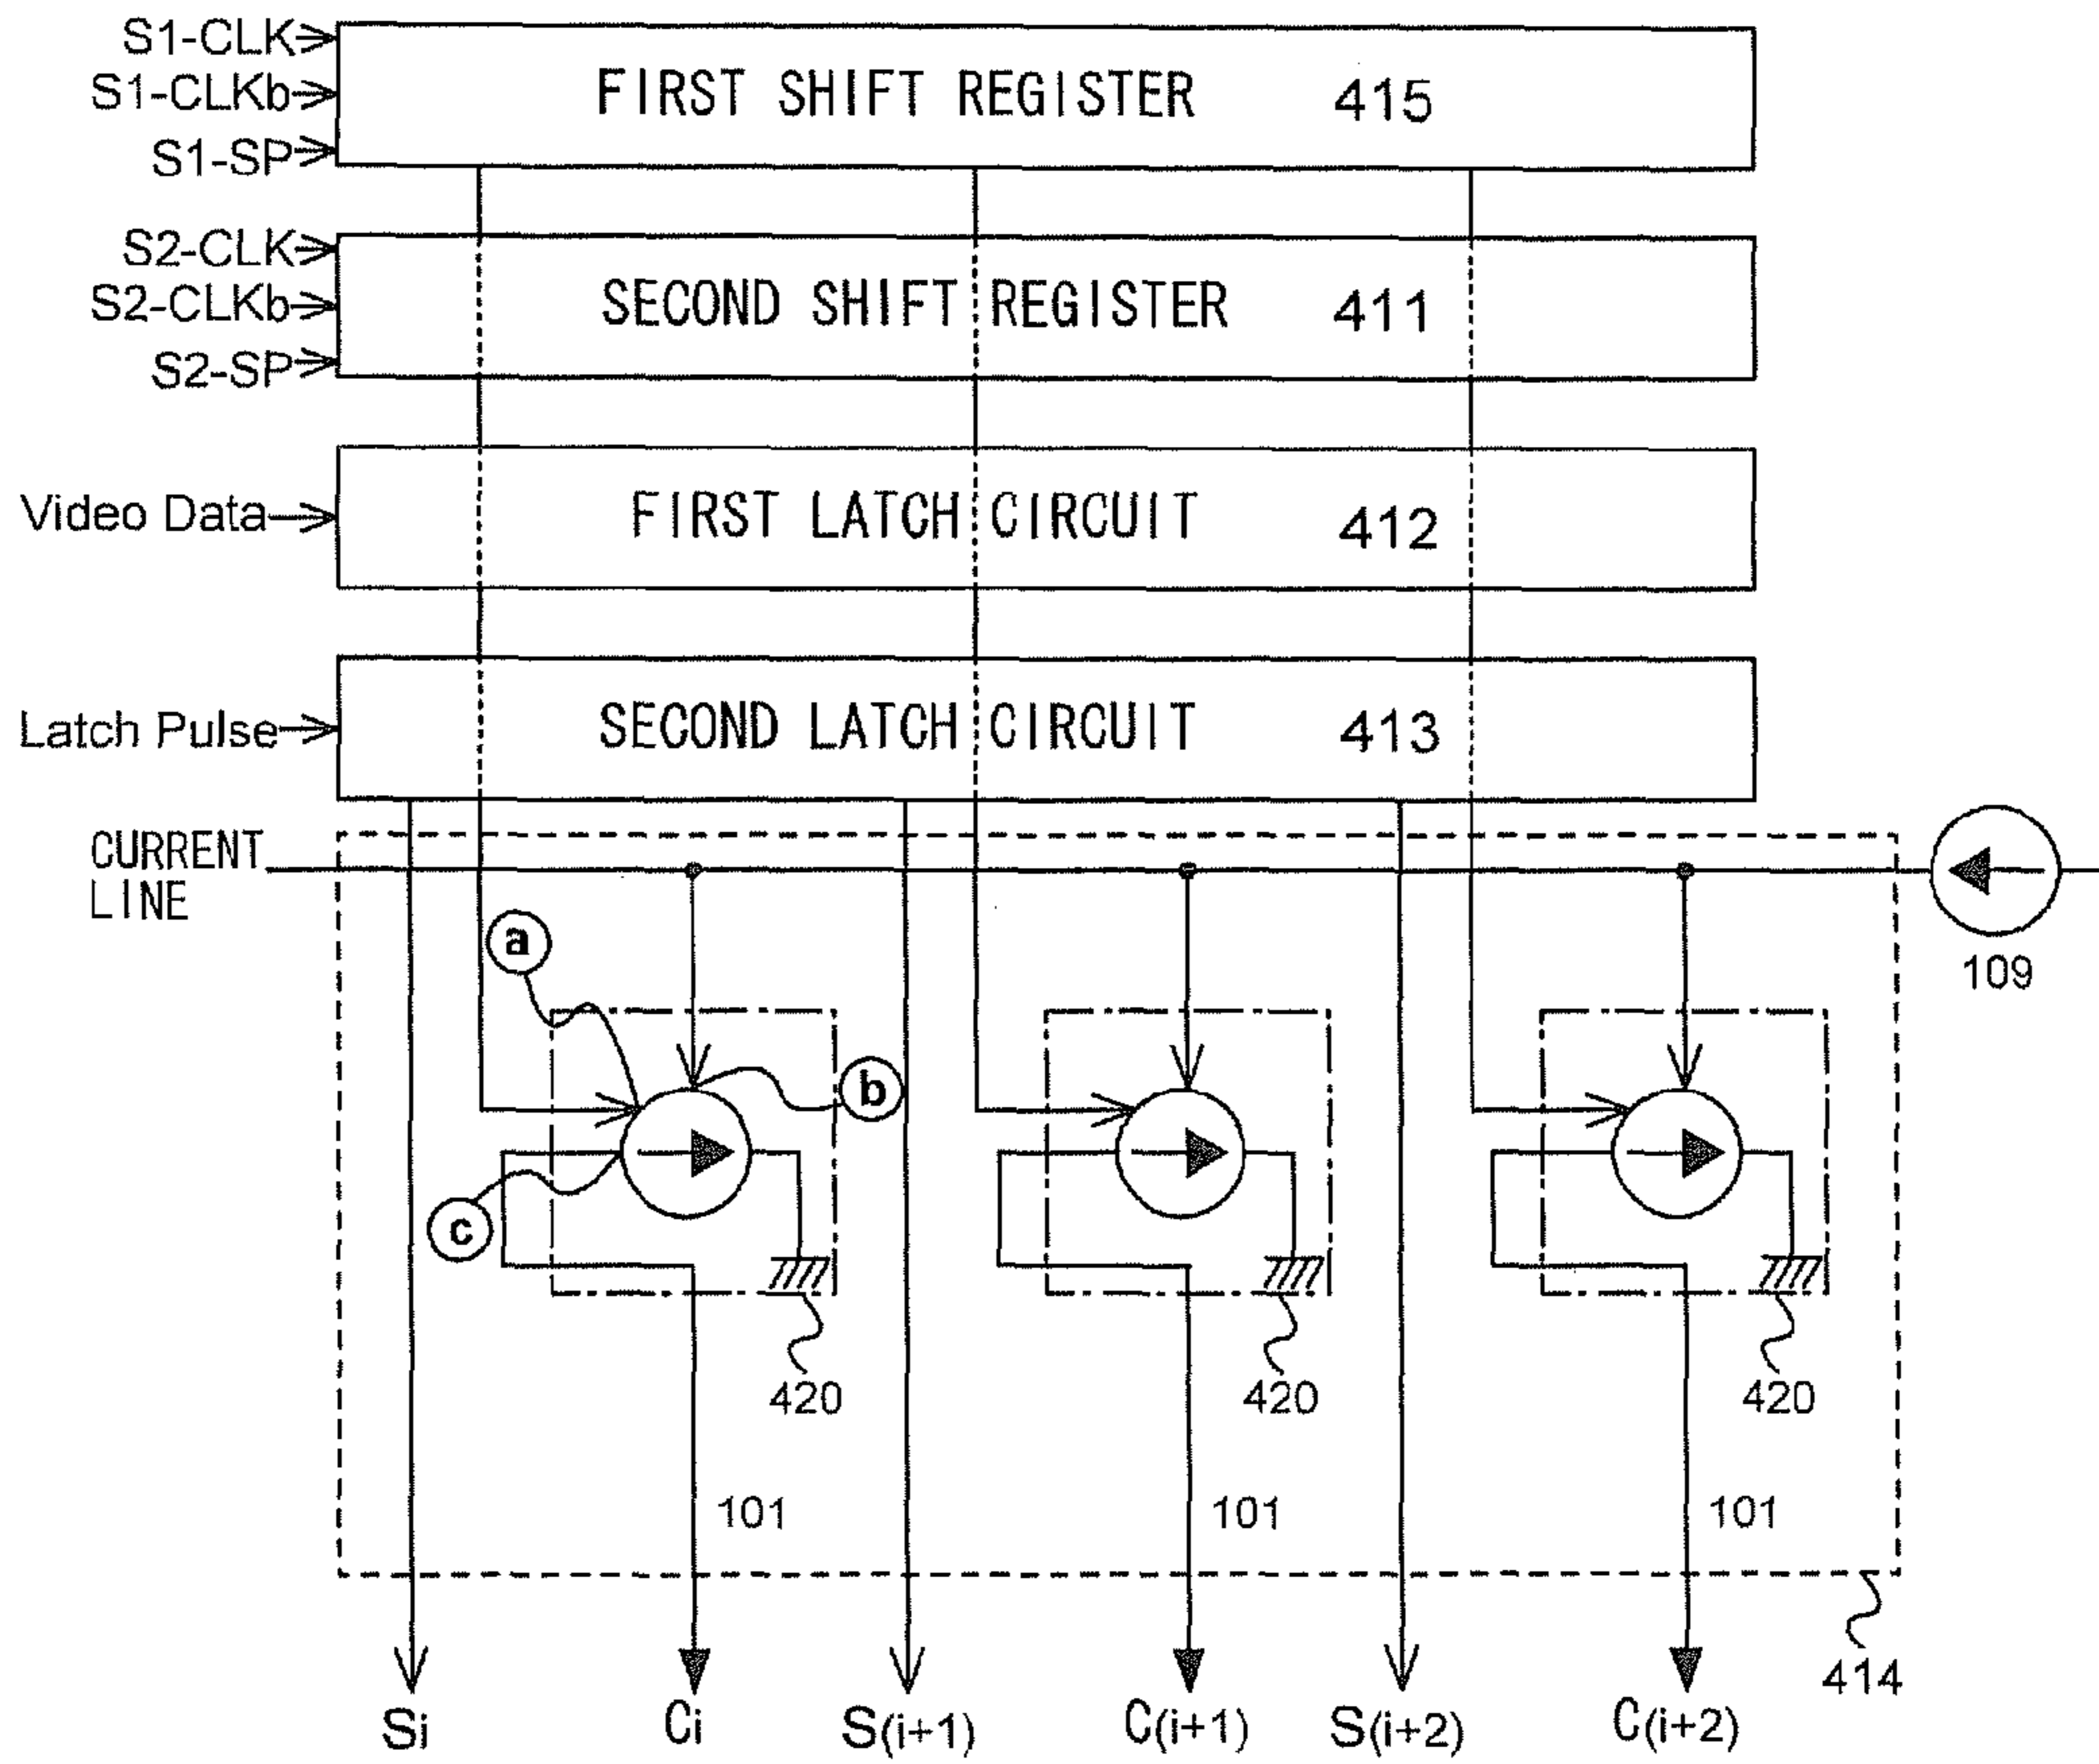 S1-CLK
S1-CLKb
S1-SP
FIRST SHIFT REGISTER 415
S2-CLK
S2-CLKb
S2-SP
SECOND SHIFT REGISTER 411
Video Data
FIRST LATCH CIRCUIT 412
Latch Pulse
SECOND LATCH CIRCUIT 413
CURRENT
LINE
109
a
b
c
420
420
420
101
101
101
414
Si
Ci
S(i+1)
C(i+1)
S(i+2)
C(i+2)